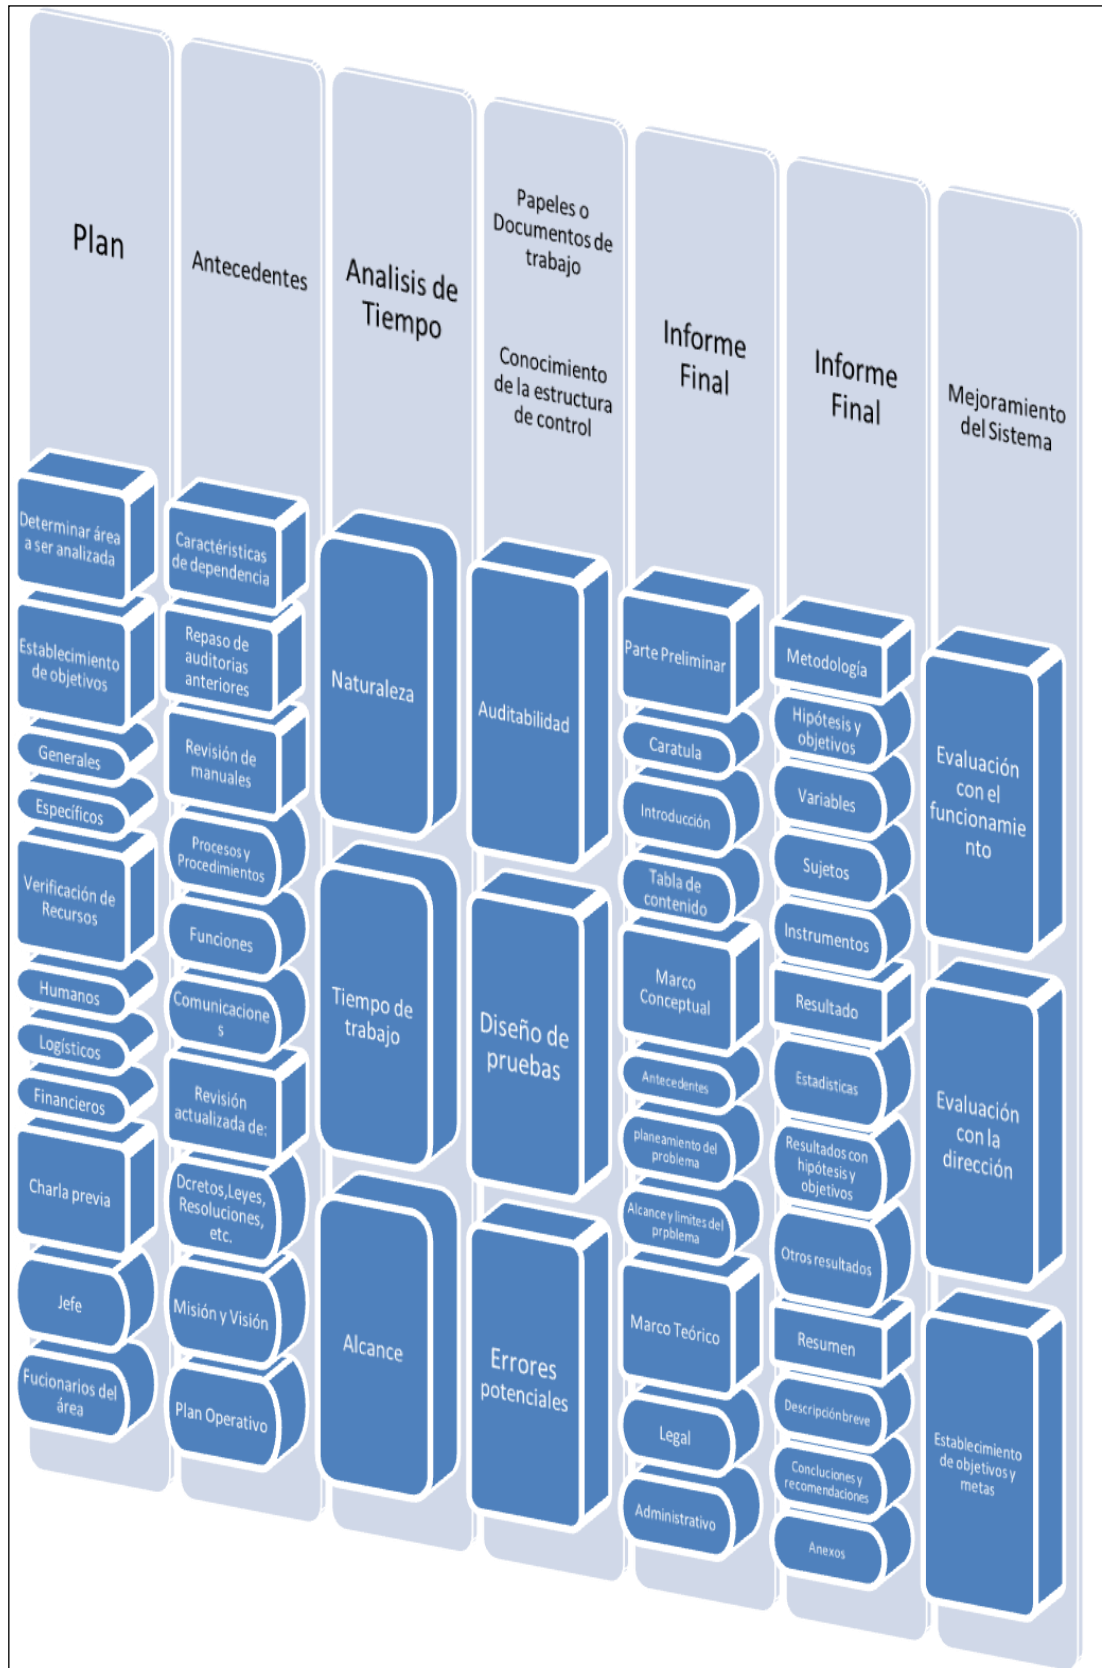 Plan
Determinar área
a ser analizada
Establecimiento
de objetivos
Generales
Específicos
Verificación de
Recursos
Humanos
Logísticos
Financieros
Charla previa
Jefe
Fucionarios del
área
Antecedentes
Caractérísticas
de dependencia
Repaso de
auditorias
anteriores
Revisión de
manuales
Procesos y
Procedimientos
Funciones
Comunicacione
s
Revisión
actualizada de:
Dcretos,Leyes,
Resoluciones,
etc.
Misión y Visión
Plan Operativo
Analisis de
Tiempo
Naturaleza
Tiempo de
trabajo
Alcance
Papeles o
Documentos de
trabajo
Conocimiento
de la estructura
de control
Auditabilidad
Diseño de
pruebas
Errores
potenciales
Informe
Final
Parte Preliminar
Caratula
Introducción
Tabla de
contenido
Marco
Conceptual
Antecedentes
planeamiento del
problema
Alcance y limites del
prpblema
Marco Teórico
Legal
Administrativo
Informe
Final
Metodología
Hipótesis y
objetivos
Variables
Sujetos
Instrumentos
Resultado
Estadísticas
Resultados con
hipótesis y
objetivos
Otros resultados
Resumen
Descripción breve
Concluciones y
recomendaciones
Anexos
Mejoramiento
del Sistema
Evaluación
con el
funcionamie
nto
Evaluación
con la
dirección
Establecimiento
de objetivos y
metas